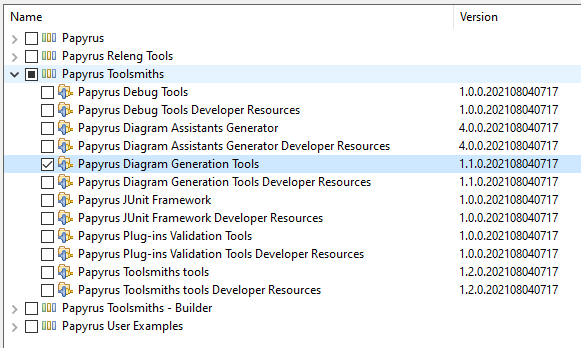 Name Version
Papyrus
Papyrus Releng Tools
Papyrus Toolsmiths
Papyrus Debug Tools 1.0.0.202108040717
Papyrus Debug Tools Developer Resources 1.0.0.202108040717
Papyrus Diagram Assistants Generator 4.0.0.202108040717
Papyrus Diagram Assistants Generator Developer Resources 4.0.0.202108040717
Papyrus Diagram Generation Tools 1.1.0.202108040717
Papyrus Diagram Generation Tools Developer Resources 1.1.0.202108040717
Papyrus JUnit Framework 1.0.0.202108040717
Papyrus JUnit Framework Developer Resources 1.0.0.202108040717
Papyrus Plug-ins Validation Tools 1.0.0.202108040717
Papyrus Plug-ins Validation Tools Developer Resources 1.0.0.202108040717
Papyrus Toolsmiths tools 1.2.0.202108040717
Papyrus Toolsmiths tools Developer Resources 1.2.0.202108040717
Papyrus Toolsmiths - Builder
Papyrus User Examples